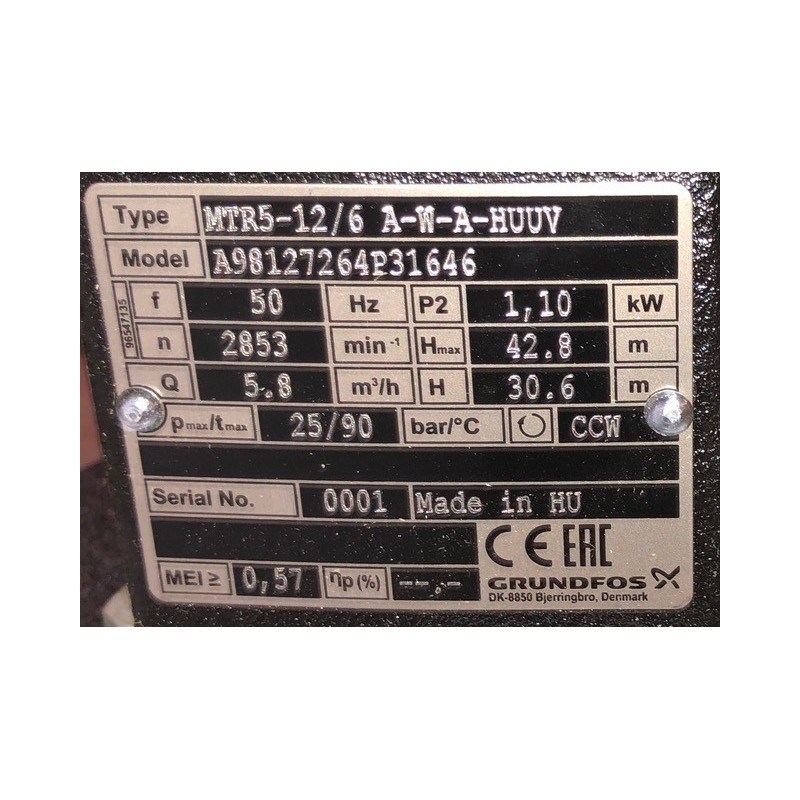 Type MTR5-12/6 A-W-A-HUUV
Model A98127264P31646
96547135
f 50 Hz P2 1,10 kW
n 2853 min⁻¹ Hmax 42.8 m
Q 5.8 m³/h H 30.6 m
pmax/tmax 25/90 bar/°C CCW
Serial No. 0001 Made in HU
CE EAC
MEI ≥ 0,57 ηp(%) --.-
GRUNDFOS
DK-8850 Bjerringbro, Denmark